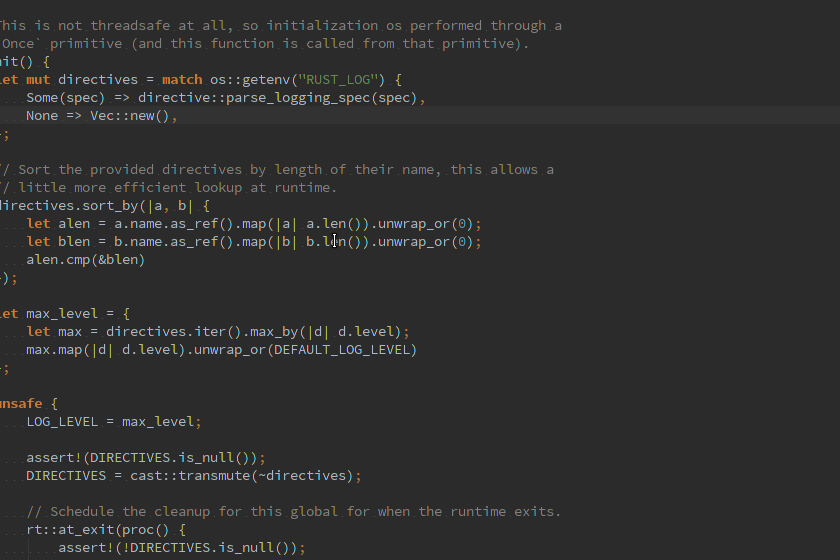 This is not threadsafe at all, so initialization os performed through a
Once` primitive (and this function is called from that primitive).
nit() {
let mut directives = match os::getenv("RUST_LOG") {
Some(spec) => directive::parse_logging_spec(spec),
None => Vec::new(),
};
// Sort the provided directives by length of their name, this allows a
// little more efficient lookup at runtime.
directives.sort_by(|a, b| {
let alen = a.name.as_ref().map(|a| a.len()).unwrap_or(0);
let blen = b.name.as_ref().map(|b| b.len()).unwrap_or(0);
alen.cmp(&blen)
});
let max_level = {
let max = directives.iter().max_by(|d| d.level);
max.map(|d| d.level).unwrap_or(DEFAULT_LOG_LEVEL)
};
unsafe {
LOG_LEVEL = max_level;
assert!(DIRECTIVES.is_null());
DIRECTIVES = cast::transmute(~directives);
// Schedule the cleanup for this global for when the runtime exits.
rt::at_exit(proc() {
assert!(!DIRECTIVES.is_null());